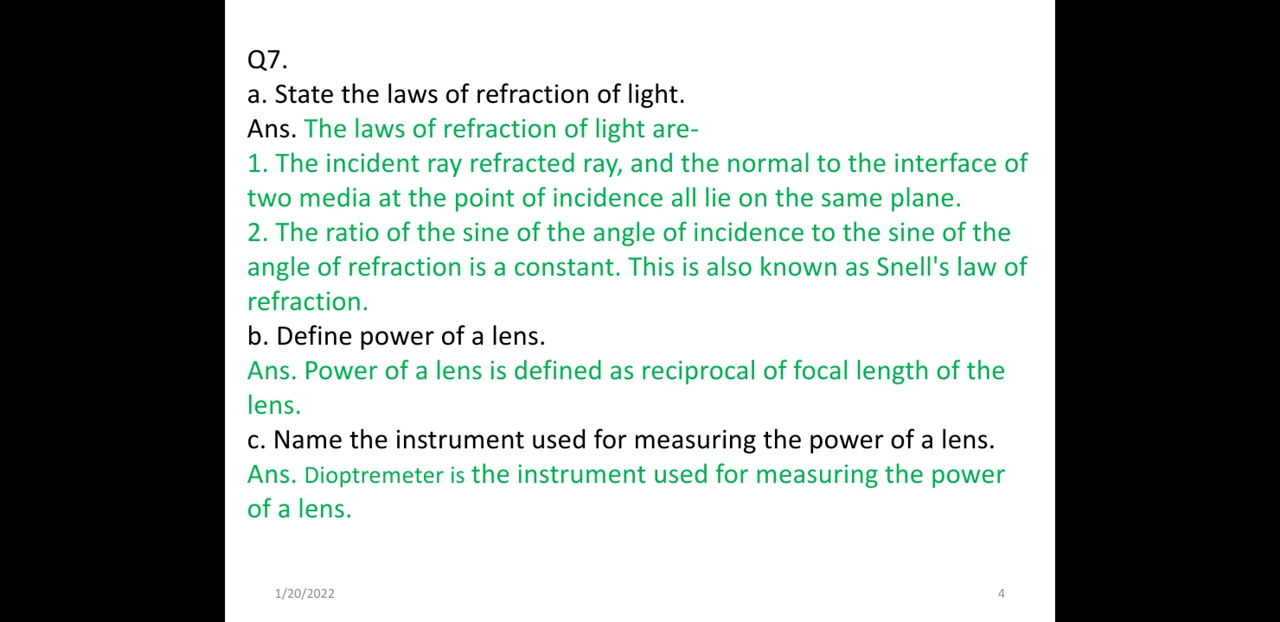 Q7.
a. State the laws of refraction of light.
Ans. The laws of refraction of light are-
1. The incident ray refracted ray, and the normal to the interface of
two media at the point of incidence all lie on the same plane.
2. The ratio of the sine of the angle of incidence to the sine of the
angle of refraction is a constant. This is also known as Snell's law of
refraction.
b. Define power of a lens.
Ans. Power of a lens is defined as reciprocal of focal length of the
lens.
c. Name the instrument used for measuring the power of a lens.
Ans. Dioptremeter is the instrument used for measuring the power
of a lens.
1/20/2022
4